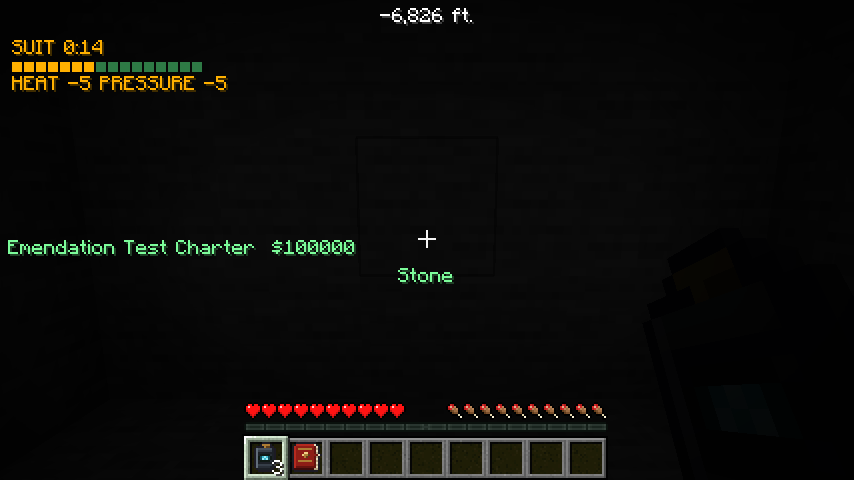 -6,826 ft.
SUIT 0:14
HEAT -5 PRESSURE -5
Emendation Test Charter $100000
Stone
3